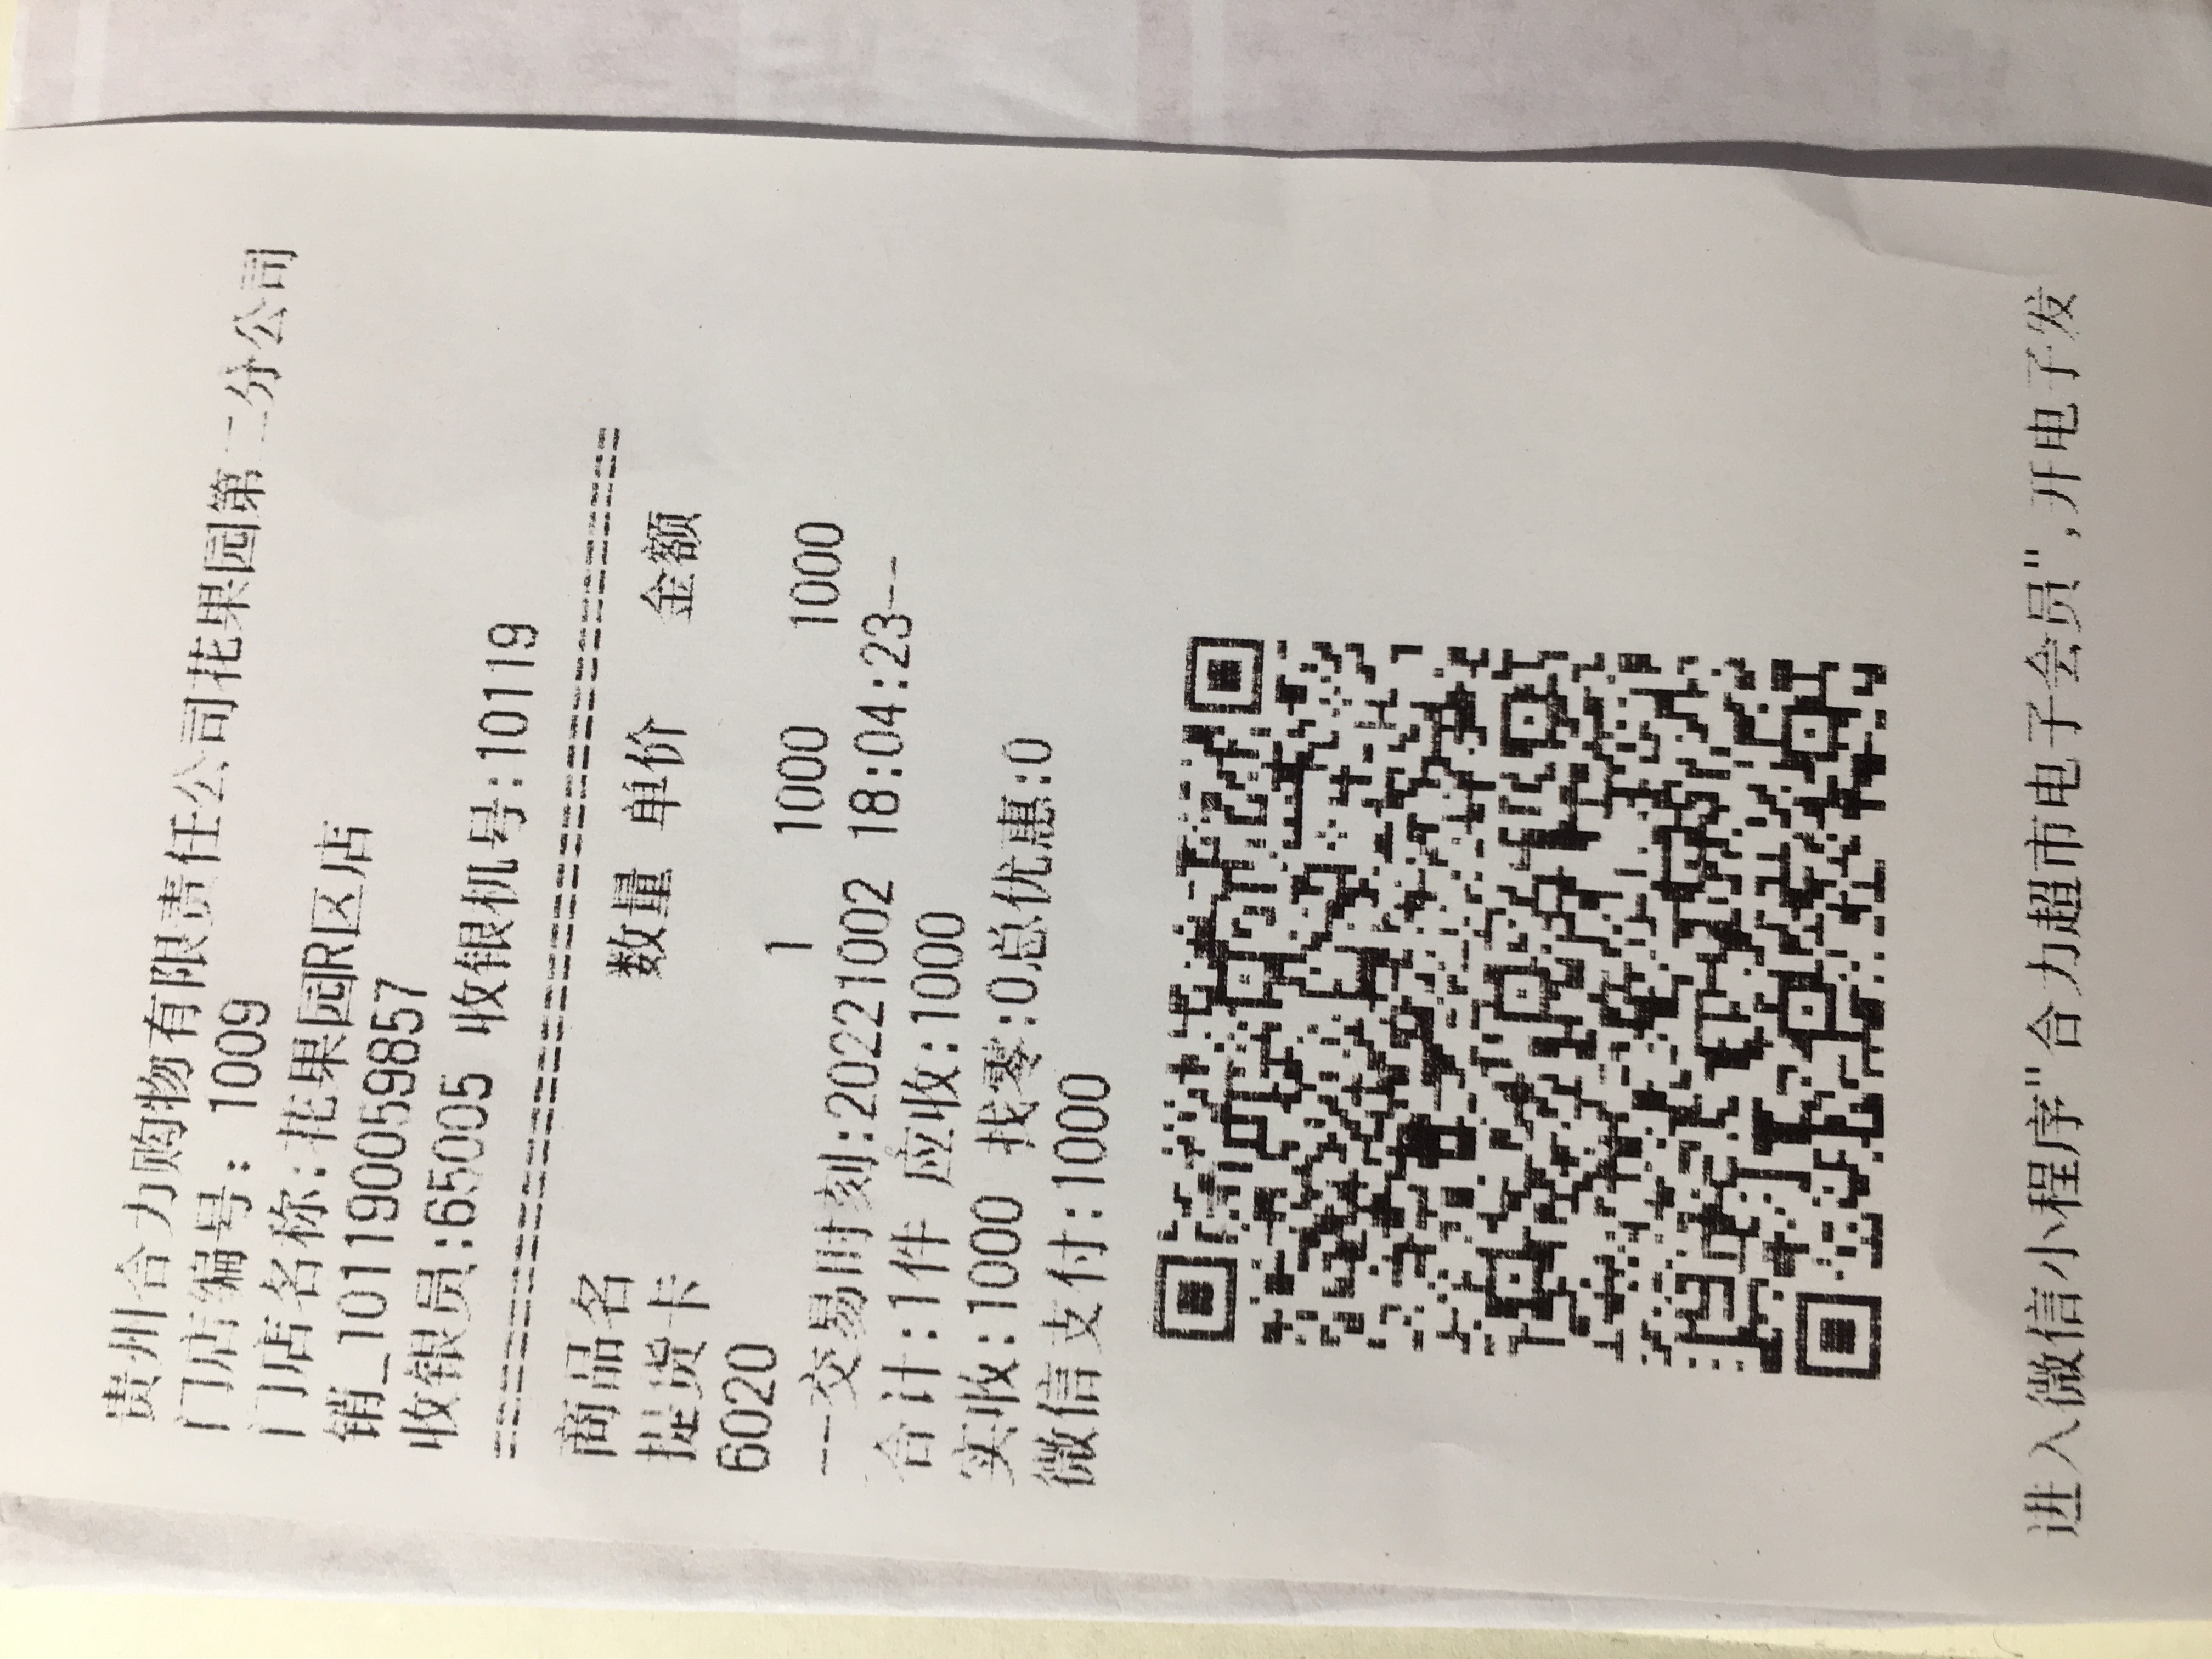 贵州合力购物有限责任公司花果园第二分公司
门店编号: 1009
门店名称:花果园R区店
销_101190059857
收银员:65005 收银机号:10119
==========================================
商品名 数量 单价 金额
提货卡
6020 1 1000 1000
--交易时刻:20221002 18:04:23--
合计:1件 应收:1000
实收:1000 找零:0总优惠:0
微信支付:1000
进入微信小程序"合力超市电子会员",开电子发